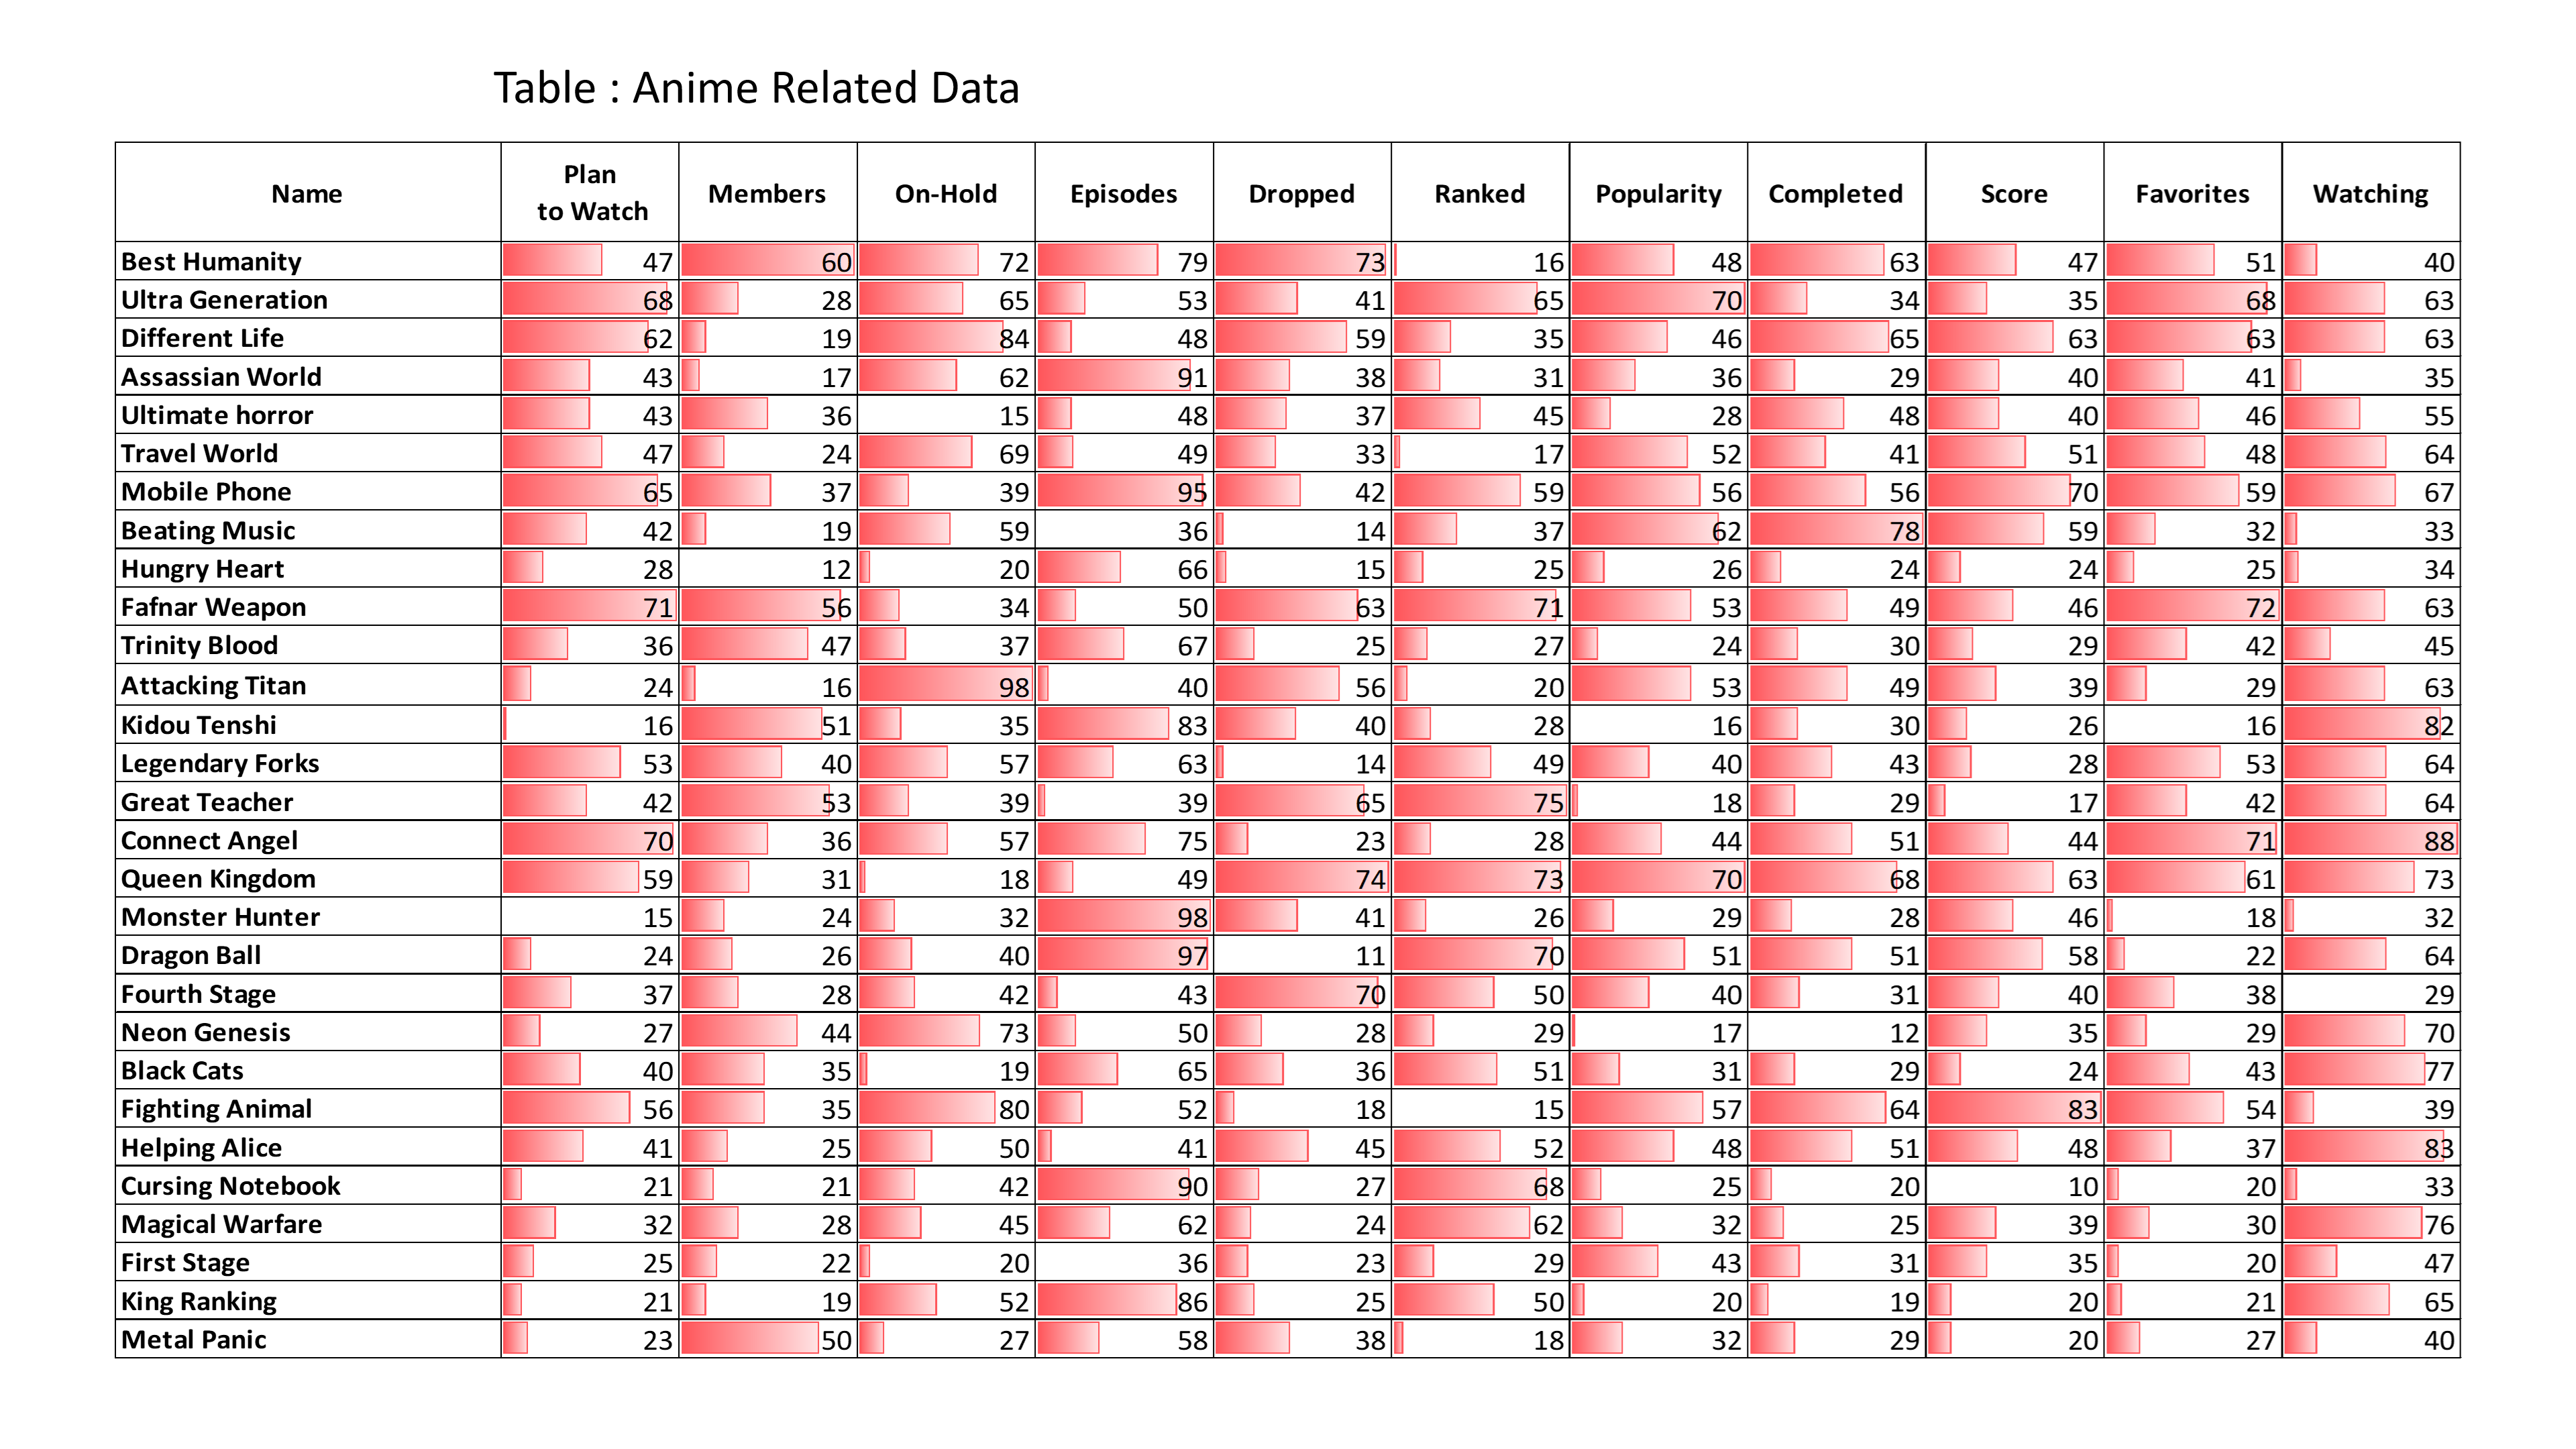 Table : Anime Related Data
Name Plan to Watch Members On-Hold Episodes Dropped Ranked Popularity Completed Score Favorites Watching
Best Humanity 47 60 72 79 73 16 48 63 47 51 40
Ultra Generation 68 28 65 53 41 65 70 34 35 68 63
Different Life 62 19 84 48 59 35 46 65 63 63 63
Assassian World 43 17 62 91 38 31 36 29 40 41 35
Ultimate horror 43 36 15 48 37 45 28 48 40 46 55
Travel World 47 24 69 49 33 17 52 41 51 48 64
Mobile Phone 65 37 39 95 42 59 56 56 70 59 67
Beating Music 42 19 59 36 14 37 62 78 59 32 33
Hungry Heart 28 12 20 66 15 25 26 24 24 25 34
Fafnar Weapon 71 56 34 50 63 71 53 49 46 72 63
Trinity Blood 36 47 37 67 25 27 24 30 29 42 45
Attacking Titan 24 16 98 40 56 20 53 49 39 29 63
Kidou Tenshi 16 51 35 83 40 28 16 30 26 16 82
Legendary Forks 53 40 57 63 14 49 40 43 28 53 64
Great Teacher 42 53 39 39 65 75 18 29 17 42 64
Connect Angel 70 36 57 75 23 28 44 51 44 71 88
Queen Kingdom 59 31 18 49 74 73 70 68 63 61 73
Monster Hunter 15 24 32 98 41 26 29 28 46 18 32
Dragon Ball 24 26 40 97 11 70 51 51 58 22 64
Fourth Stage 37 28 42 43 70 50 40 31 40 38 29
Neon Genesis 27 44 73 50 28 29 17 12 35 29 70
Black Cats 40 35 19 65 36 51 31 29 24 43 77
Fighting Animal 56 35 80 52 18 15 57 64 83 54 39
Helping Alice 41 25 50 41 45 52 48 51 48 37 83
Cursing Notebook 21 21 42 90 27 68 25 20 10 20 33
Magical Warfare 32 28 45 62 24 62 32 25 39 30 76
First Stage 25 22 20 36 23 29 43 31 35 20 47
King Ranking 21 19 52 86 25 50 20 19 20 21 65
Metal Panic 23 50 27 58 38 18 32 29 20 27 40